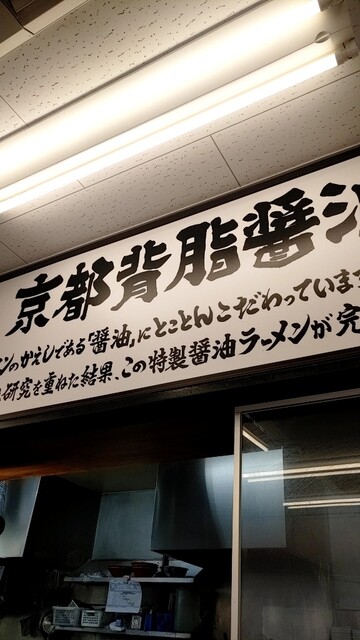 京都背脂醤油
ンのかえしである「醤油」にとことんこだわっています
研究を重ねた結果、この特製醤油ラーメンが完